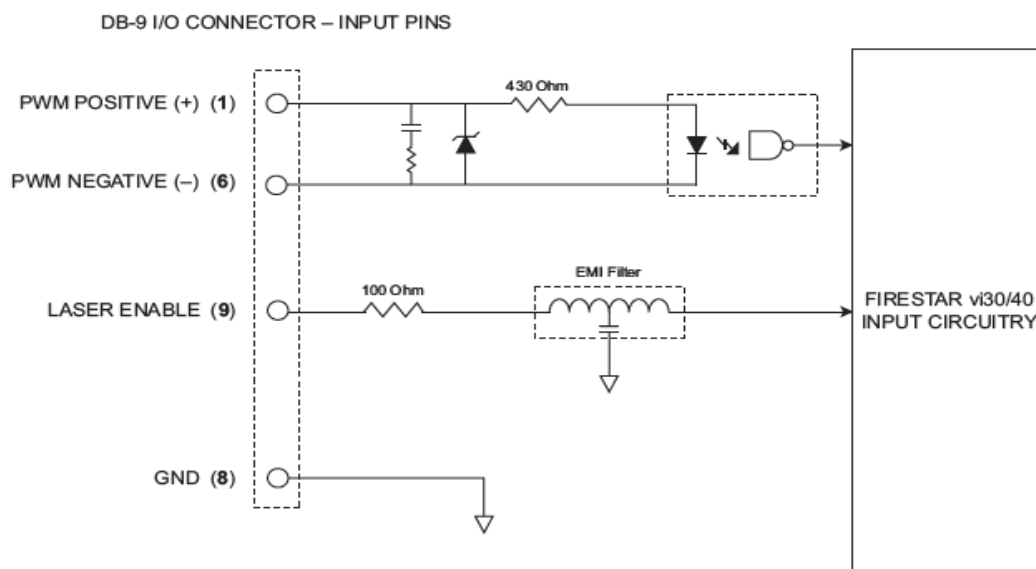 DB-9 I/O CONNECTOR – INPUT PINS
PWM POSITIVE (+) (1)
430 Ohm
PWM NEGATIVE (–) (6)
LASER ENABLE (9)
100 Ohm
EMI Filter
FIRESTAR vi30/40
INPUT CIRCUITRY
GND (8)